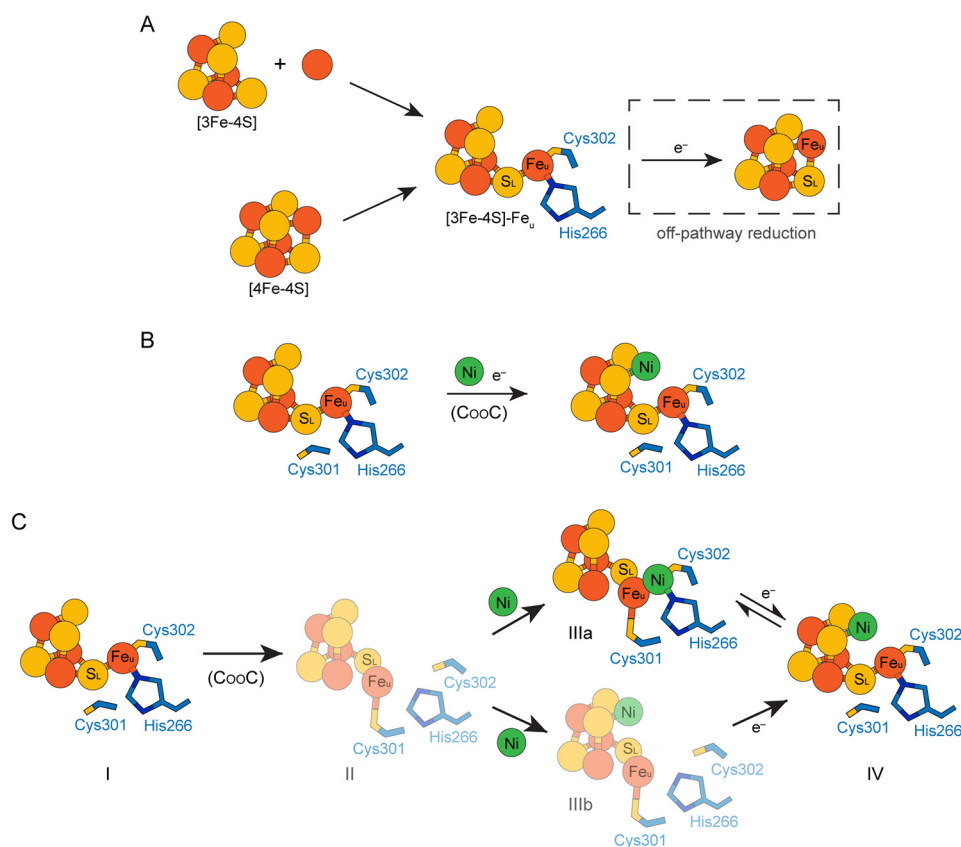 A
+
[3Fe-4S]
[4Fe-4S]
SL
Feu
Cys302
His266
[3Fe-4S]-Feu
e⁻
Feu
SL
off-pathway reduction
B
SL
Feu
Cys302
Cys301
His266
Ni e⁻
(CooC)
Ni
SL
Feu
Cys302
Cys301
His266
C
SL
Feu
Cys302
Cys301
His266
I
(CooC)
SL
Feu
Cys302
Cys301
His266
II
Ni
Ni
SL
Feu
Ni
Cys302
Cys301
His266
IIIa
Ni
SL
Feu
Cys302
Cys301
His266
IIIb
e⁻
e⁻
Ni
SL
Feu
Cys302
Cys301
His266
IV